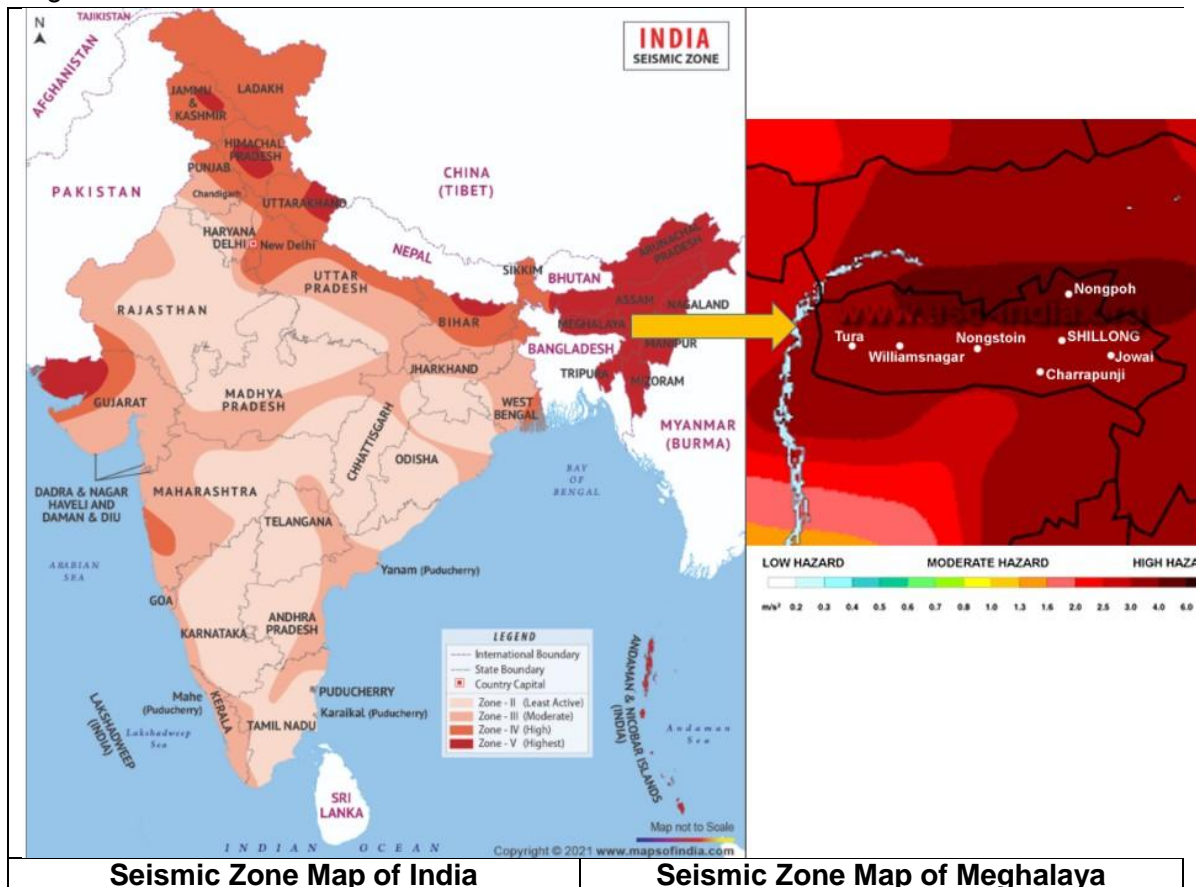 N
TAJIKISTAN
AFGHANISTAN
INDIA
SEISMIC ZONE
JAMMU
&
KASHMIR
LADAKH
HIMACHAL
PRADESH
PUNJAB
Chandigarh
PAKISTAN
CHINA
(TIBET)
UTTARAKHAND
HARYANA
DELHI
New Delhi
NEPAL
SIKKIM
BHUTAN
ARUNACHAL
PRADESH
UTTAR
PRADESH
RAJASTHAN
BIHAR
ASSAM
NAGALAND
MEGHALAYA
MANIPUR
BANGLADESH
TRIPURA
MIZORAM
JHARKHAND
MADHYA
PRADESH
GUJARAT
WEST
BENGAL
MYANMAR
(BURMA)
CHHATTISGARH
ODISHA
BAY
OF
BENGAL
DADRA & NAGAR
HAVELI AND
DAMAN & DIU
MAHARASHTRA
TELANGANA
ARABIAN
SEA
Yanam (Puducherry)
GOA
ANDHRA
PRADESH
KARNATAKA
LEGEND
International Boundary
State Boundary
Country Capital
Zone - II (Least Active)
Zone - III (Moderate)
Zone - IV (High)
Zone - V (Highest)
PUDUCHERRY
Karaikal (Puducherry)
Mahe
(Puducherry)
KERALA
TAMIL NADU
LAKSHADWEEP
(INDIA)
Lakshadweep
Sea
ANDAMAN & NICOBAR ISLANDS
(INDIA)
Andaman
Sea
SRI
LANKA
INDIAN OCEAN
Map not to Scale
Copyright © 2021 www.mapsofindia.com
Nongpoh
Tura
Williamsnagar
Nongstoin
SHILLONG
Jowai
Charrapunji
LOW HAZARD MODERATE HAZARD HIGH HAZA
m/s² 0.2 0.3 0.4 0.5 0.6 0.7 0.8 1.0 1.3 1.6 2.0 2.5 3.0 4.0 6.0
Seismic Zone Map of India
Seismic Zone Map of Meghalaya